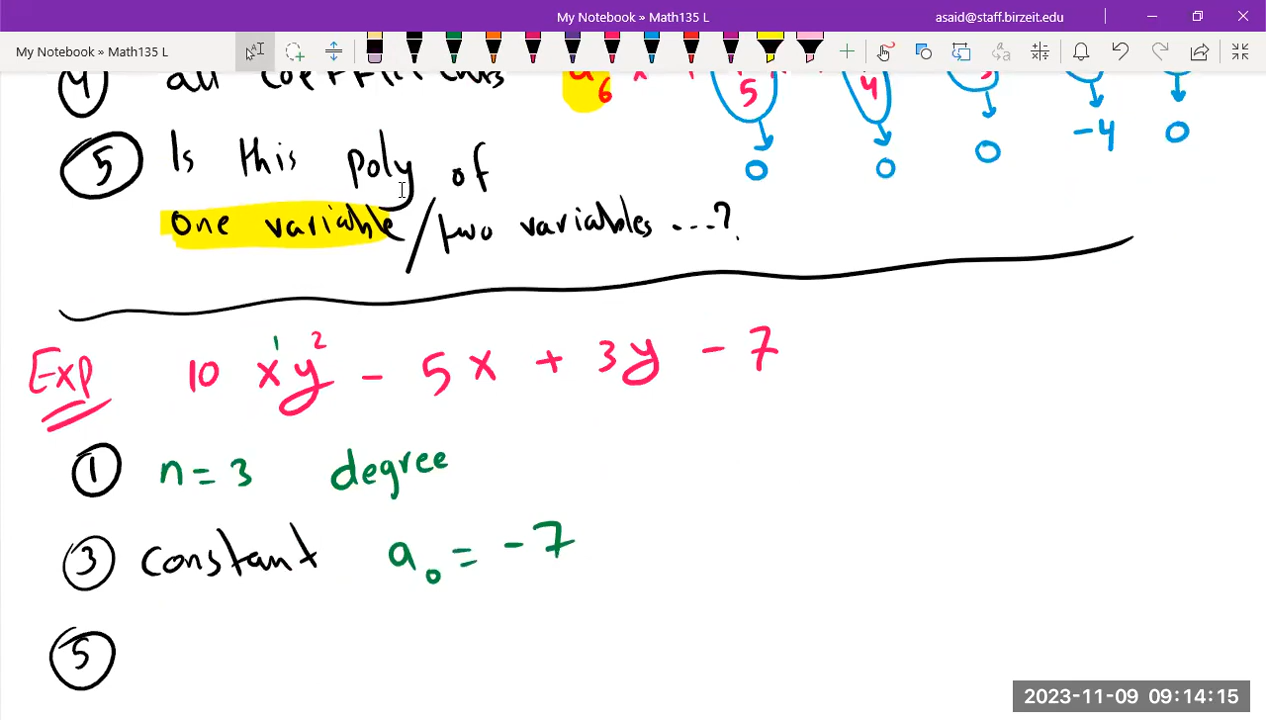 My Notebook » Math135 L
asaid@staff.birzeit.edu
My Notebook » Math135 L
④ all coefficients
a₆ x
5 4 3
0 0 0 -4 0
⑤ Is this poly of
one variable / two variables ...?
Exp 10 x¹y² - 5x + 3y - 7
① n = 3 degree
③ constant a₀ = -7
⑤
2023-11-09 09:14:15